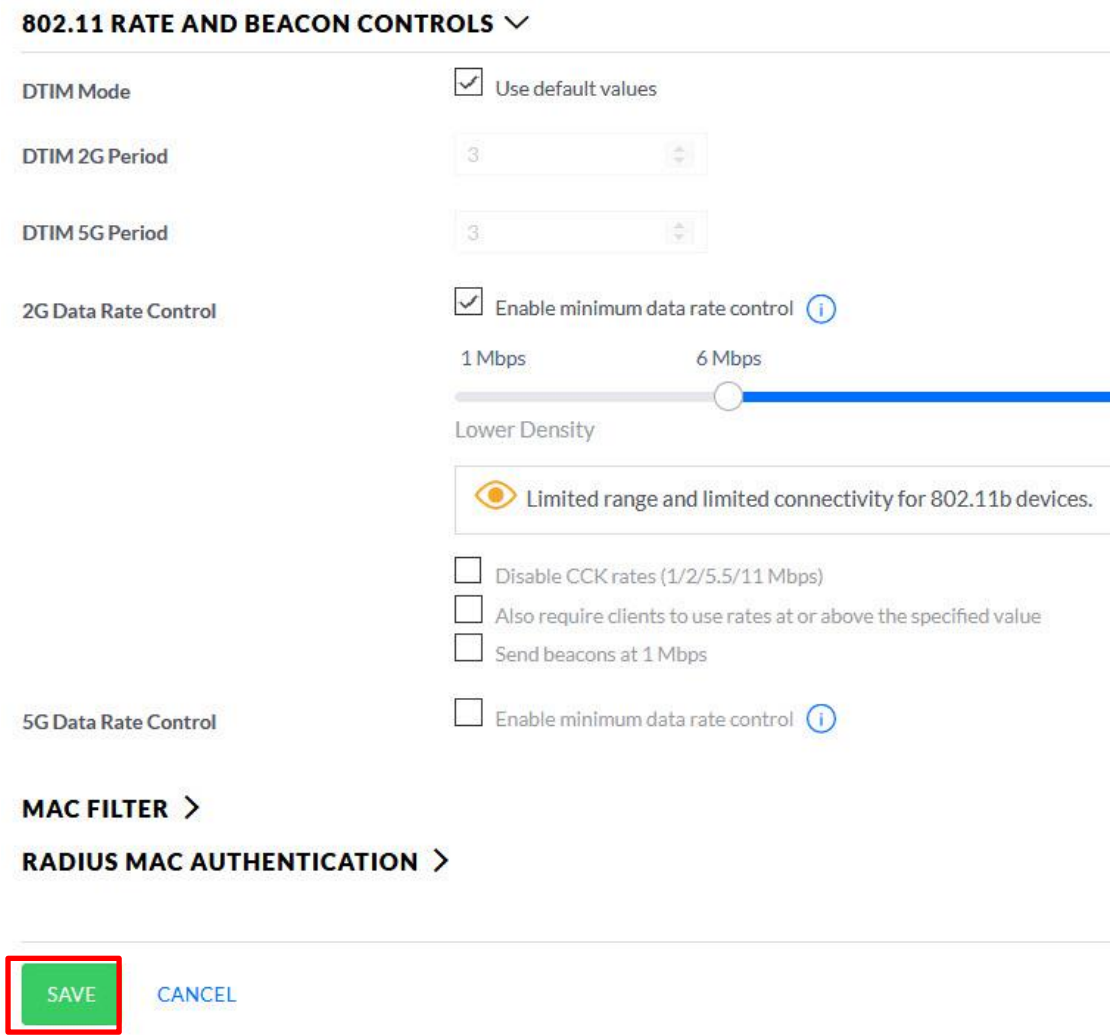 802.11 RATE AND BEACON CONTROLS
DTIM Mode
Use default values
DTIM 2G Period
3
DTIM 5G Period
3
2G Data Rate Control
Enable minimum data rate control
1 Mbps 6 Mbps
Lower Density
Limited range and limited connectivity for 802.11b devices.
Disable CCK rates (1/2/5.5/11 Mbps)
Also require clients to use rates at or above the specified value
Send beacons at 1 Mbps
5G Data Rate Control
Enable minimum data rate control
MAC FILTER
RADIUS MAC AUTHENTICATION
SAVE CANCEL